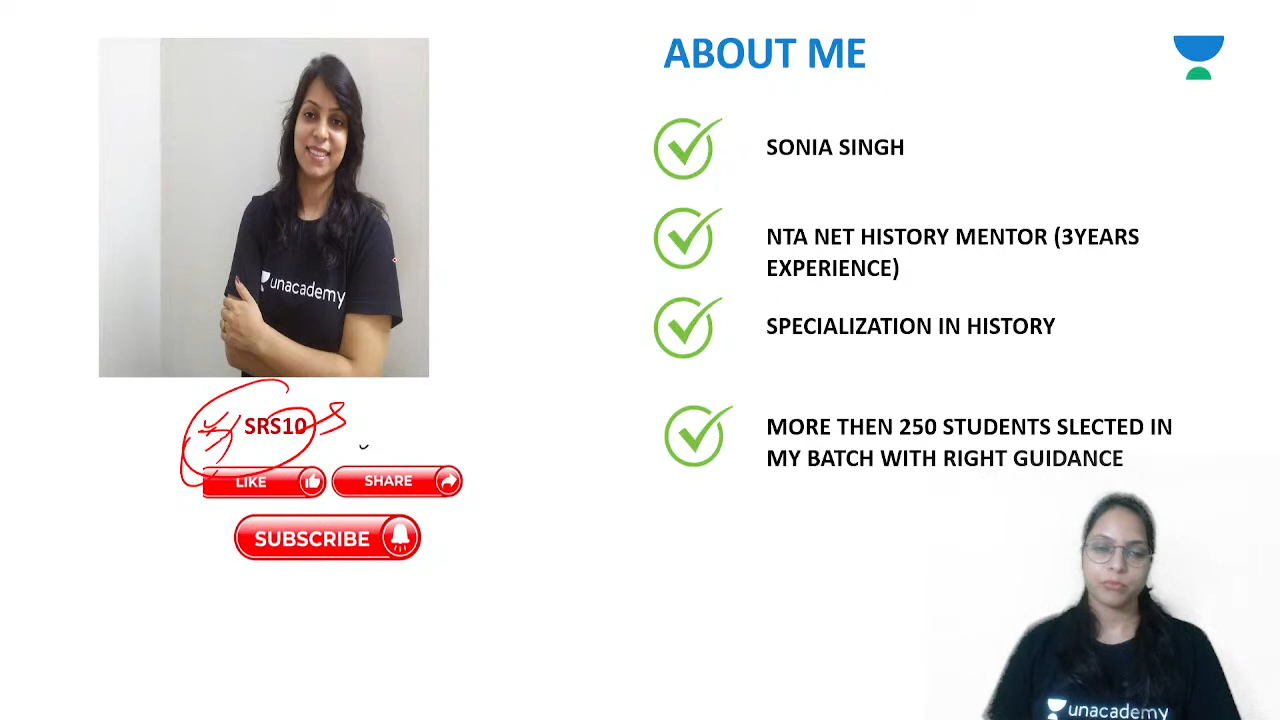 ABOUT ME
SONIA SINGH
NTA NET HISTORY MENTOR (3YEARS
EXPERIENCE)
SPECIALIZATION IN HISTORY
MORE THEN 250 STUDENTS SLECTED IN
MY BATCH WITH RIGHT GUIDANCE
unacademy
SRS10
LIKE
SHARE
SUBSCRIBE
unacademy